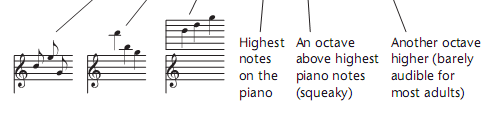 Highest
notes
on the
piano
An octave
above highest
piano notes
(squeaky)
Another octave
higher (barely
audible for
most adults)